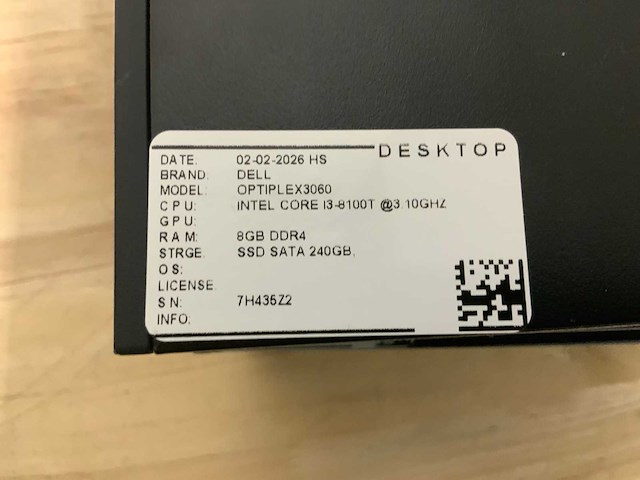 DESKTOP
DATE: 02-02-2026 HS
BRAND: DELL
MODEL: OPTIPLEX3060
CPU: INTEL CORE I3-8100T @3.10GHZ
GPU:
RAM: 8GB DDR4
STRGE: SSD SATA 240GB,
OS:
LICENSE:
SN: 7H435Z2
INFO: